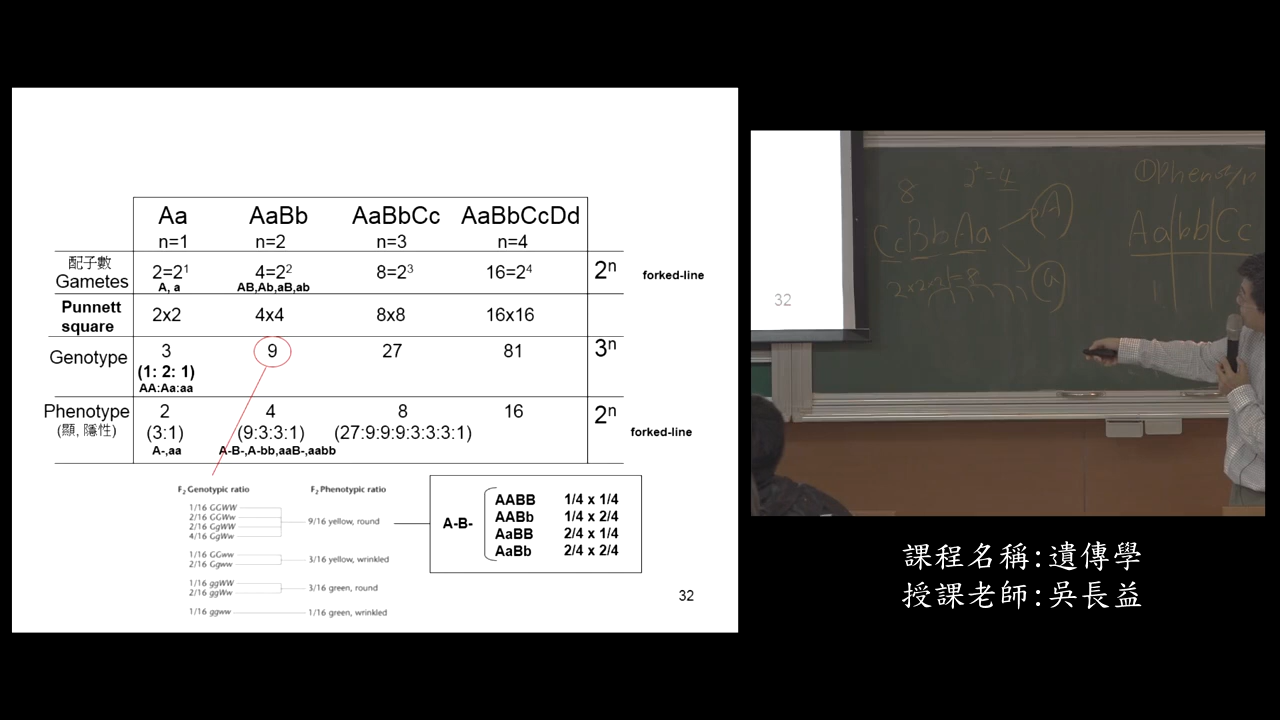 Aa AaBb AaBbCc AaBbCcDd
n=1 n=2 n=3 n=4
配子數
Gametes 2=2¹ 4=2² 8=2³ 16=2⁴ 2ⁿ forked-line
A, a AB,Ab,aB,ab
Punnett square 2x2 4x4 8x8 16x16
Genotype 3 9 27 81 3ⁿ
(1: 2: 1)
AA:Aa:aa
Phenotype 2 4 8 16 2ⁿ
(顯, 隱性) (3:1) (9:3:3:1) (27:9:9:9:3:3:3:1) forked-line
A-,aa A-B-,A-bb,aaB-,aabb
F₂ Genotypic ratio F₂ Phenotypic ratio
1/16 GGWW
2/16 GGWw
2/16 GgWW
4/16 GgWw
9/16 yellow, round
1/16 GGww
2/16 Ggww
3/16 yellow, wrinkled
1/16 ggWW
2/16 ggWw
3/16 green, round
1/16 ggww 1/16 green, wrinkled
A-B-
AABB 1/4 x 1/4
AABb 1/4 x 2/4
AaBB 2/4 x 1/4
AaBb 2/4 x 2/4
32
32
8
CcBbAa
A
a
Aa bb Cc
課程名稱:遺傳學
授課老師:吳長益